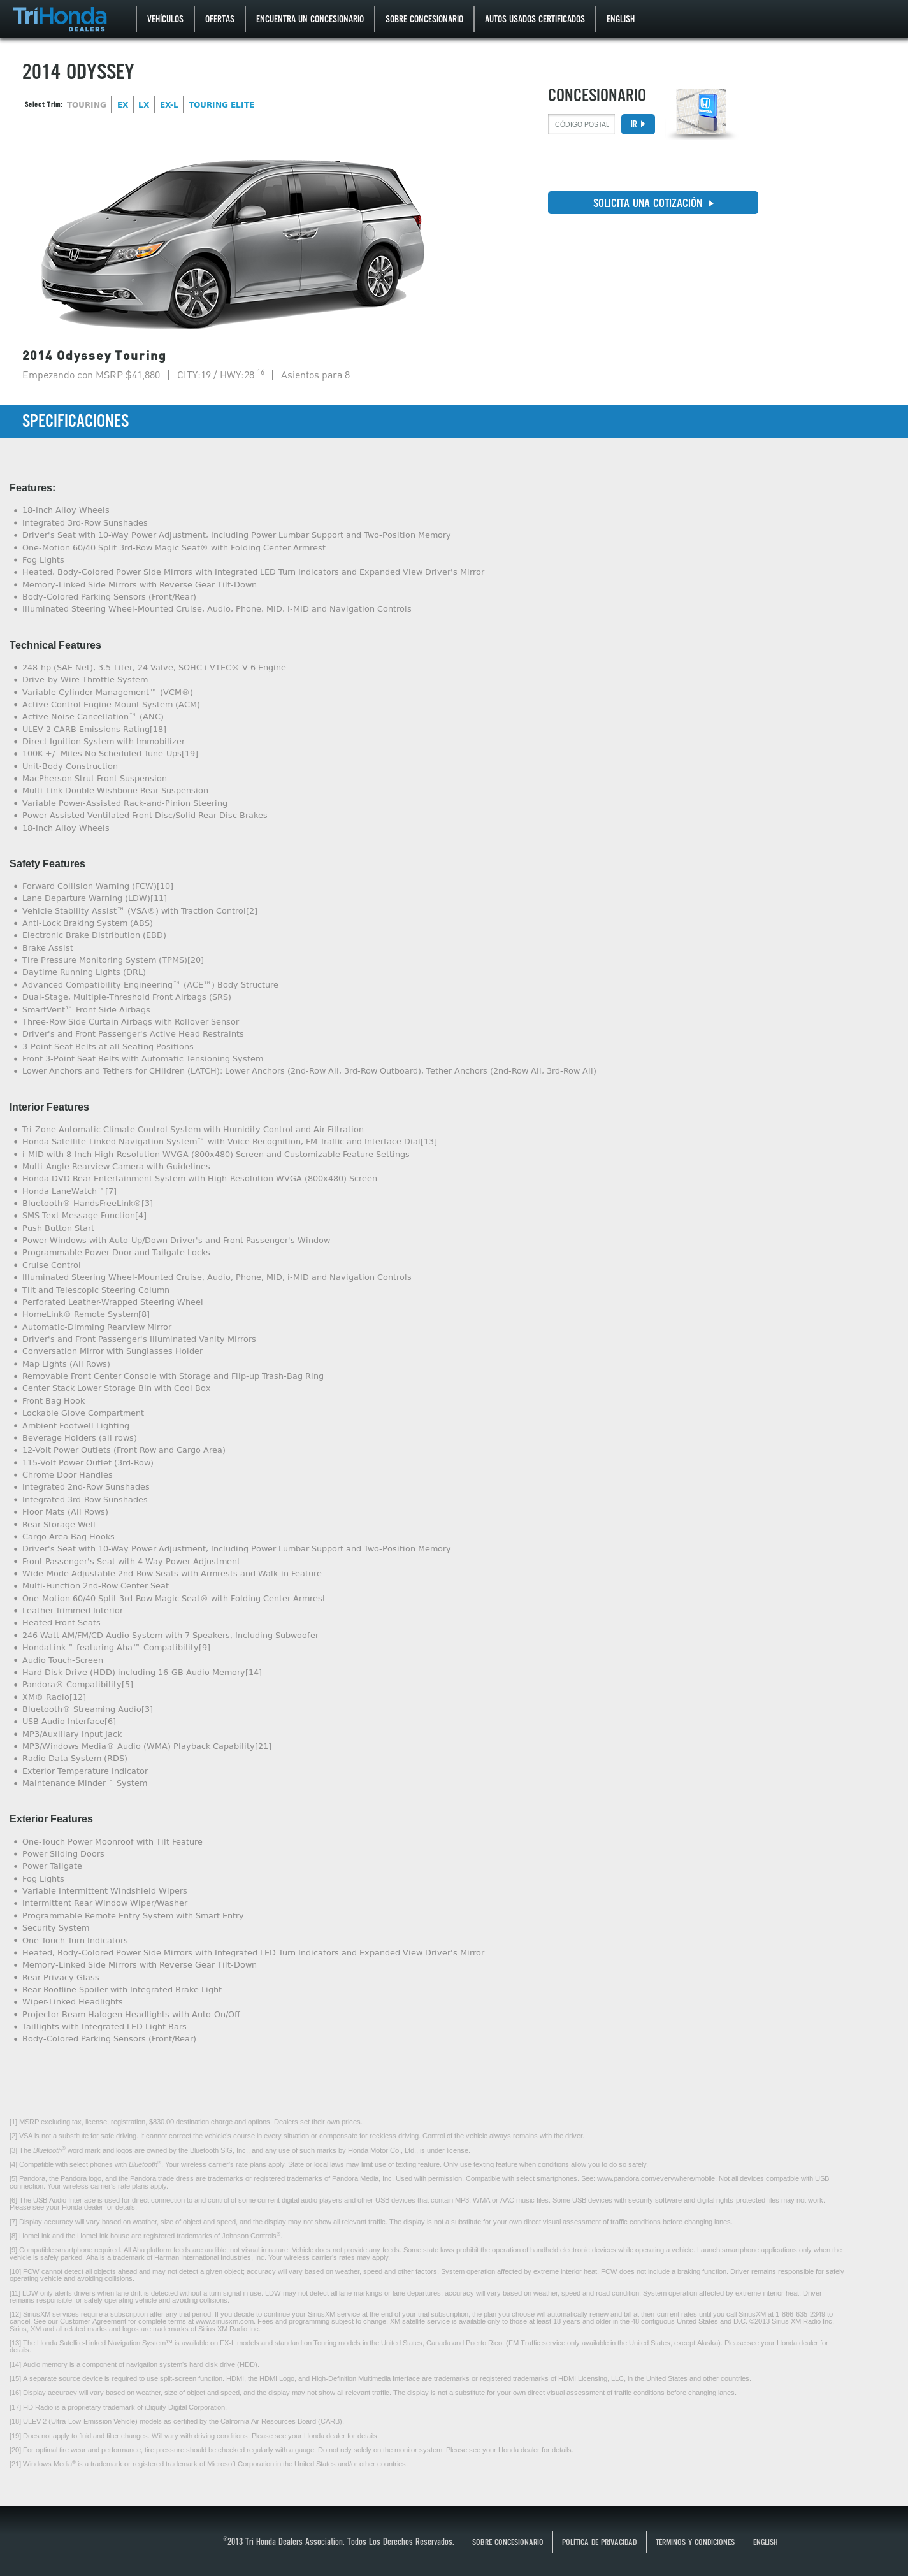 TriHonda
DEALERS
VEHÍCULOS
OFERTAS
ENCUENTRA UN CONCESIONARIO
SOBRE CONCESIONARIO
AUTOS USADOS CERTIFICADOS
ENGLISH
2014 ODYSSEY
Select Trim: TOURING EX LX EX-L TOURING ELITE
CONCESIONARIO
CÓDIGO POSTAL
IR
SOLICITA UNA COTIZACIÓN
2014 Odyssey Touring
Empezando con MSRP $41,880 | CITY:19 / HWY:28 16 | Asientos para 8
SPECIFICACIONES
Features:
18-Inch Alloy Wheels
Integrated 3rd-Row Sunshades
Driver's Seat with 10-Way Power Adjustment, Including Power Lumbar Support and Two-Position Memory
One-Motion 60/40 Split 3rd-Row Magic Seat® with Folding Center Armrest
Fog Lights
Heated, Body-Colored Power Side Mirrors with Integrated LED Turn Indicators and Expanded View Driver's Mirror
Memory-Linked Side Mirrors with Reverse Gear Tilt-Down
Body-Colored Parking Sensors (Front/Rear)
Illuminated Steering Wheel-Mounted Cruise, Audio, Phone, MID, i-MID and Navigation Controls
Technical Features
248-hp (SAE Net), 3.5-Liter, 24-Valve, SOHC i-VTEC® V-6 Engine
Drive-by-Wire Throttle System
Variable Cylinder Management™ (VCM®)
Active Control Engine Mount System (ACM)
Active Noise Cancellation™ (ANC)
ULEV-2 CARB Emissions Rating[18]
Direct Ignition System with Immobilizer
100K +/- Miles No Scheduled Tune-Ups[19]
Unit-Body Construction
MacPherson Strut Front Suspension
Multi-Link Double Wishbone Rear Suspension
Variable Power-Assisted Rack-and-Pinion Steering
Power-Assisted Ventilated Front Disc/Solid Rear Disc Brakes
18-Inch Alloy Wheels
Safety Features
Forward Collision Warning (FCW)[10]
Lane Departure Warning (LDW)[11]
Vehicle Stability Assist™ (VSA®) with Traction Control[2]
Anti-Lock Braking System (ABS)
Electronic Brake Distribution (EBD)
Brake Assist
Tire Pressure Monitoring System (TPMS)[20]
Daytime Running Lights (DRL)
Advanced Compatibility Engineering™ (ACE™) Body Structure
Dual-Stage, Multiple-Threshold Front Airbags (SRS)
SmartVent™ Front Side Airbags
Three-Row Side Curtain Airbags with Rollover Sensor
Driver's and Front Passenger's Active Head Restraints
3-Point Seat Belts at all Seating Positions
Front 3-Point Seat Belts with Automatic Tensioning System
Lower Anchors and Tethers for CHildren (LATCH): Lower Anchors (2nd-Row All, 3rd-Row Outboard), Tether Anchors (2nd-Row All, 3rd-Row All)
Interior Features
Tri-Zone Automatic Climate Control System with Humidity Control and Air Filtration
Honda Satellite-Linked Navigation System™ with Voice Recognition, FM Traffic and Interface Dial[13]
i-MID with 8-Inch High-Resolution WVGA (800x480) Screen and Customizable Feature Settings
Multi-Angle Rearview Camera with Guidelines
Honda DVD Rear Entertainment System with High-Resolution WVGA (800x480) Screen
Honda LaneWatch™[7]
Bluetooth® HandsFreeLink®[3]
SMS Text Message Function[4]
Push Button Start
Power Windows with Auto-Up/Down Driver's and Front Passenger's Window
Programmable Power Door and Tailgate Locks
Cruise Control
Illuminated Steering Wheel-Mounted Cruise, Audio, Phone, MID, i-MID and Navigation Controls
Tilt and Telescopic Steering Column
Perforated Leather-Wrapped Steering Wheel
HomeLink® Remote System[8]
Automatic-Dimming Rearview Mirror
Driver's and Front Passenger's Illuminated Vanity Mirrors
Conversation Mirror with Sunglasses Holder
Map Lights (All Rows)
Removable Front Center Console with Storage and Flip-up Trash-Bag Ring
Center Stack Lower Storage Bin with Cool Box
Front Bag Hook
Lockable Glove Compartment
Ambient Footwell Lighting
Beverage Holders (all rows)
12-Volt Power Outlets (Front Row and Cargo Area)
115-Volt Power Outlet (3rd-Row)
Chrome Door Handles
Integrated 2nd-Row Sunshades
Integrated 3rd-Row Sunshades
Floor Mats (All Rows)
Rear Storage Well
Cargo Area Bag Hooks
Driver's Seat with 10-Way Power Adjustment, Including Power Lumbar Support and Two-Position Memory
Front Passenger's Seat with 4-Way Power Adjustment
Wide-Mode Adjustable 2nd-Row Seats with Armrests and Walk-in Feature
Multi-Function 2nd-Row Center Seat
One-Motion 60/40 Split 3rd-Row Magic Seat® with Folding Center Armrest
Leather-Trimmed Interior
Heated Front Seats
246-Watt AM/FM/CD Audio System with 7 Speakers, Including Subwoofer
HondaLink™ featuring Aha™ Compatibility[9]
Audio Touch-Screen
Hard Disk Drive (HDD) including 16-GB Audio Memory[14]
Pandora® Compatibility[5]
XM® Radio[12]
Bluetooth® Streaming Audio[3]
USB Audio Interface[6]
MP3/Auxiliary Input Jack
MP3/Windows Media® Audio (WMA) Playback Capability[21]
Radio Data System (RDS)
Exterior Temperature Indicator
Maintenance Minder™ System
Exterior Features
One-Touch Power Moonroof with Tilt Feature
Power Sliding Doors
Power Tailgate
Fog Lights
Variable Intermittent Windshield Wipers
Intermittent Rear Window Wiper/Washer
Programmable Remote Entry System with Smart Entry
Security System
One-Touch Turn Indicators
Heated, Body-Colored Power Side Mirrors with Integrated LED Turn Indicators and Expanded View Driver's Mirror
Memory-Linked Side Mirrors with Reverse Gear Tilt-Down
Rear Privacy Glass
Rear Roofline Spoiler with Integrated Brake Light
Wiper-Linked Headlights
Projector-Beam Halogen Headlights with Auto-On/Off
Taillights with Integrated LED Light Bars
Body-Colored Parking Sensors (Front/Rear)
[1] MSRP excluding tax, license, registration, $830.00 destination charge and options. Dealers set their own prices.
[2] VSA is not a substitute for safe driving. It cannot correct the vehicle's course in every situation or compensate for reckless driving. Control of the vehicle always remains with the driver.
[3] The Bluetooth® word mark and logos are owned by the Bluetooth SIG, Inc., and any use of such marks by Honda Motor Co., Ltd., is under license.
[4] Compatible with select phones with Bluetooth®. Your wireless carrier's rate plans apply. State or local laws may limit use of texting feature. Only use texting feature when conditions allow you to do so safely.
[5] Pandora, the Pandora logo, and the Pandora trade dress are trademarks or registered trademarks of Pandora Media, Inc. Used with permission. Compatible with select smartphones. See: www.pandora.com/everywhere/mobile. Not all devices compatible with USB
connection. Your wireless carrier's rate plans apply.
[6] The USB Audio Interface is used for direct connection to and control of some current digital audio players and other USB devices that contain MP3, WMA or AAC music files. Some USB devices with security software and digital rights-protected files may not work.
Please see your Honda dealer for details.
[7] Display accuracy will vary based on weather, size of object and speed, and the display may not show all relevant traffic. The display is not a substitute for your own direct visual assessment of traffic conditions before changing lanes.
[8] HomeLink and the HomeLink house are registered trademarks of Johnson Controls®.
[9] Compatible smartphone required. All Aha platform feeds are audible, not visual in nature. Vehicle does not provide any feeds. Some state laws prohibit the operation of handheld electronic devices while operating a vehicle. Launch smartphone applications only when the
vehicle is safely parked. Aha is a trademark of Harman International Industries, Inc. Your wireless carrier's rates may apply.
[10] FCW cannot detect all objects ahead and may not detect a given object; accuracy will vary based on weather, speed and other factors. System operation affected by extreme interior heat. FCW does not include a braking function. Driver remains responsible for safely
operating vehicle and avoiding collisions.
[11] LDW only alerts drivers when lane drift is detected without a turn signal in use. LDW may not detect all lane markings or lane departures; accuracy will vary based on weather, speed and road condition. System operation affected by extreme interior heat. Driver
remains responsible for safely operating vehicle and avoiding collisions.
[12] SiriusXM services require a subscription after any trial period. If you decide to continue your SiriusXM service at the end of your trial subscription, the plan you choose will automatically renew and bill at then-current rates until you call SiriusXM at 1-866-635-2349 to
cancel. See our Customer Agreement for complete terms at www.siriusxm.com. Fees and programming subject to change. XM satellite service is available only to those at least 18 years and older in the 48 contiguous United States and D.C. ©2013 Sirius XM Radio Inc.
Sirius, XM and all related marks and logos are trademarks of Sirius XM Radio Inc.
[13] The Honda Satellite-Linked Navigation System™ is available on EX-L models and standard on Touring models in the United States, Canada and Puerto Rico. (FM Traffic service only available in the United States, except Alaska). Please see your Honda dealer for
details.
[14] Audio memory is a component of navigation system's hard disk drive (HDD).
[15] A separate source device is required to use split-screen function. HDMI, the HDMI Logo, and High-Definition Multimedia Interface are trademarks or registered trademarks of HDMI Licensing, LLC, in the United States and other countries.
[16] Display accuracy will vary based on weather, size of object and speed, and the display may not show all relevant traffic. The display is not a substitute for your own direct visual assessment of traffic conditions before changing lanes.
[17] HD Radio is a proprietary trademark of iBiquity Digital Corporation.
[18] ULEV-2 (Ultra-Low-Emission Vehicle) models as certified by the California Air Resources Board (CARB).
[19] Does not apply to fluid and filter changes. Will vary with driving conditions. Please see your Honda dealer for details.
[20] For optimal tire wear and performance, tire pressure should be checked regularly with a gauge. Do not rely solely on the monitor system. Please see your Honda dealer for details.
[21] Windows Media® is a trademark or registered trademark of Microsoft Corporation in the United States and/or other countries.
©2013 Tri Honda Dealers Association. Todos Los Derechos Reservados.
SOBRE CONCESIONARIO
POLÍTICA DE PRIVACIDAD
TÉRMINOS Y CONDICIONES
ENGLISH